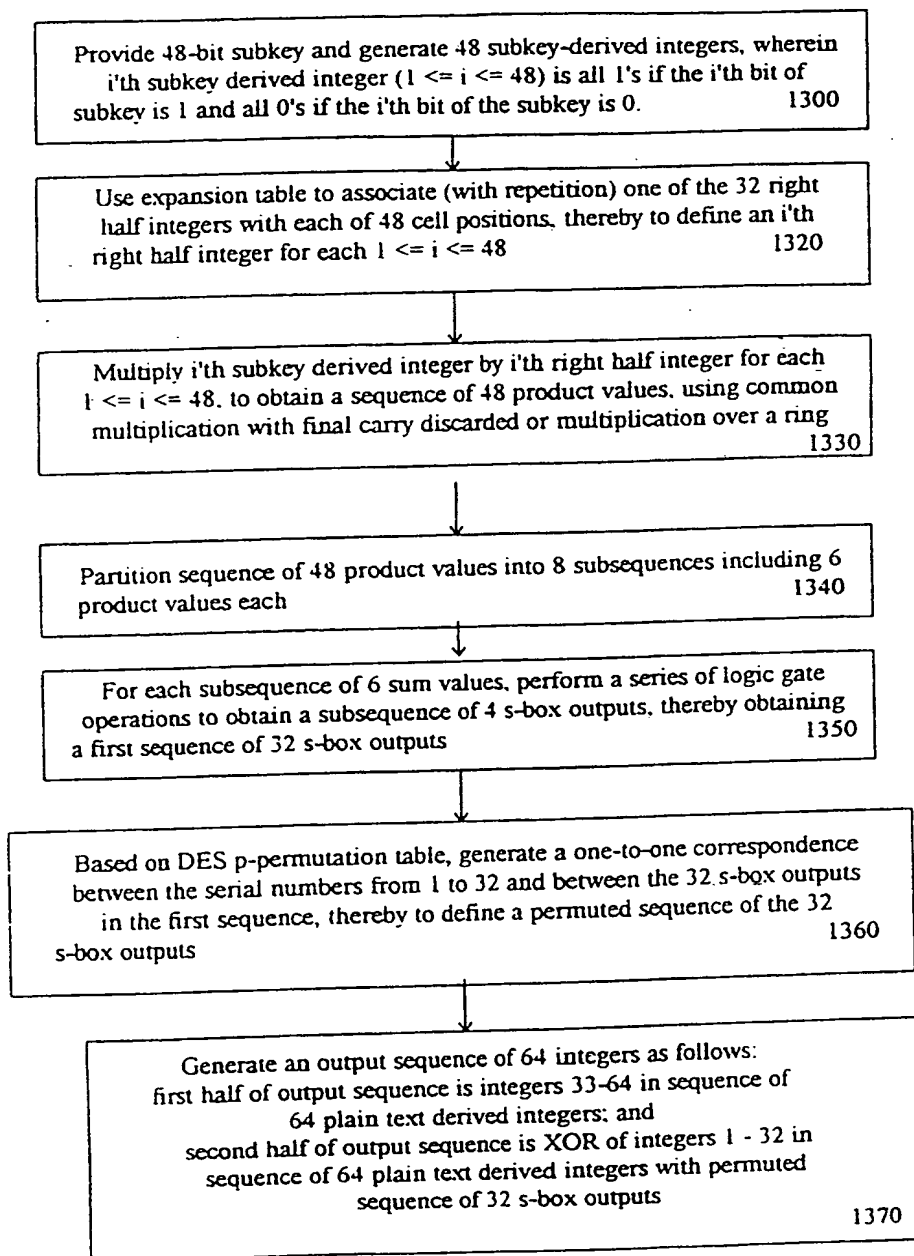 Provide 48-bit subkey and generate 48 subkey-derived integers, wherein
i'th subkey derived integer (1 <= i <= 48) is all 1's if the i'th bit of
subkey is 1 and all 0's if the i'th bit of the subkey is 0.
1300
Use expansion table to associate (with repetition) one of the 32 right
half integers with each of 48 cell positions, thereby to define an i'th
right half integer for each 1 <= i <= 48
1320
Multiply i'th subkey derived integer by i'th right half integer for each
1 <= i <= 48. to obtain a sequence of 48 product values, using common
multiplication with final carry discarded or multiplication over a ring
1330
Partition sequence of 48 product values into 8 subsequences including 6
product values each
1340
For each subsequence of 6 sum values, perform a series of logic gate
operations to obtain a subsequence of 4 s-box outputs, thereby obtaining
a first sequence of 32 s-box outputs
1350
Based on DES p-permutation table, generate a one-to-one correspondence
between the serial numbers from 1 to 32 and between the 32 s-box outputs
in the first sequence, thereby to define a permuted sequence of the 32
s-box outputs
1360
Generate an output sequence of 64 integers as follows:
first half of output sequence is integers 33-64 in sequence of
64 plain text derived integers; and
second half of output sequence is XOR of integers 1 - 32 in
sequence of 64 plain text derived integers with permuted
sequence of 32 s-box outputs
1370